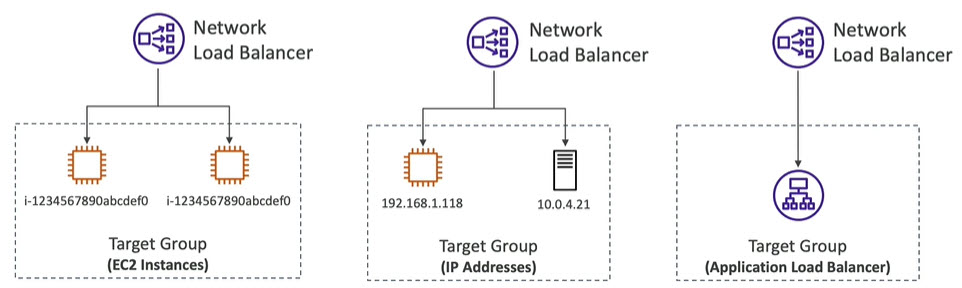 Network
Load Balancer
i-1234567890abcdef0
i-1234567890abcdef0
Target Group
(EC2 Instances)
Network
Load Balancer
192.168.1.118
10.0.4.21
Target Group
(IP Addresses)
Network
Load Balancer
Target Group
(Application Load Balancer)